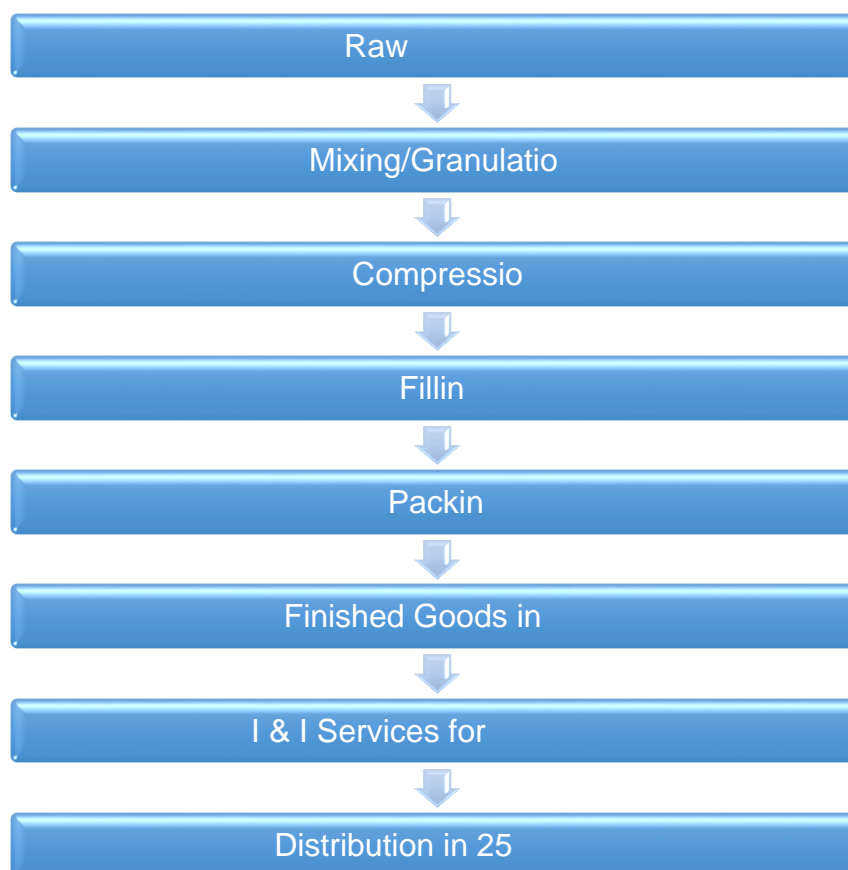 Raw
Mixing/Granulatio
Compressio
Fillin
Packin
Finished Goods in
I & I Services for
Distribution in 25